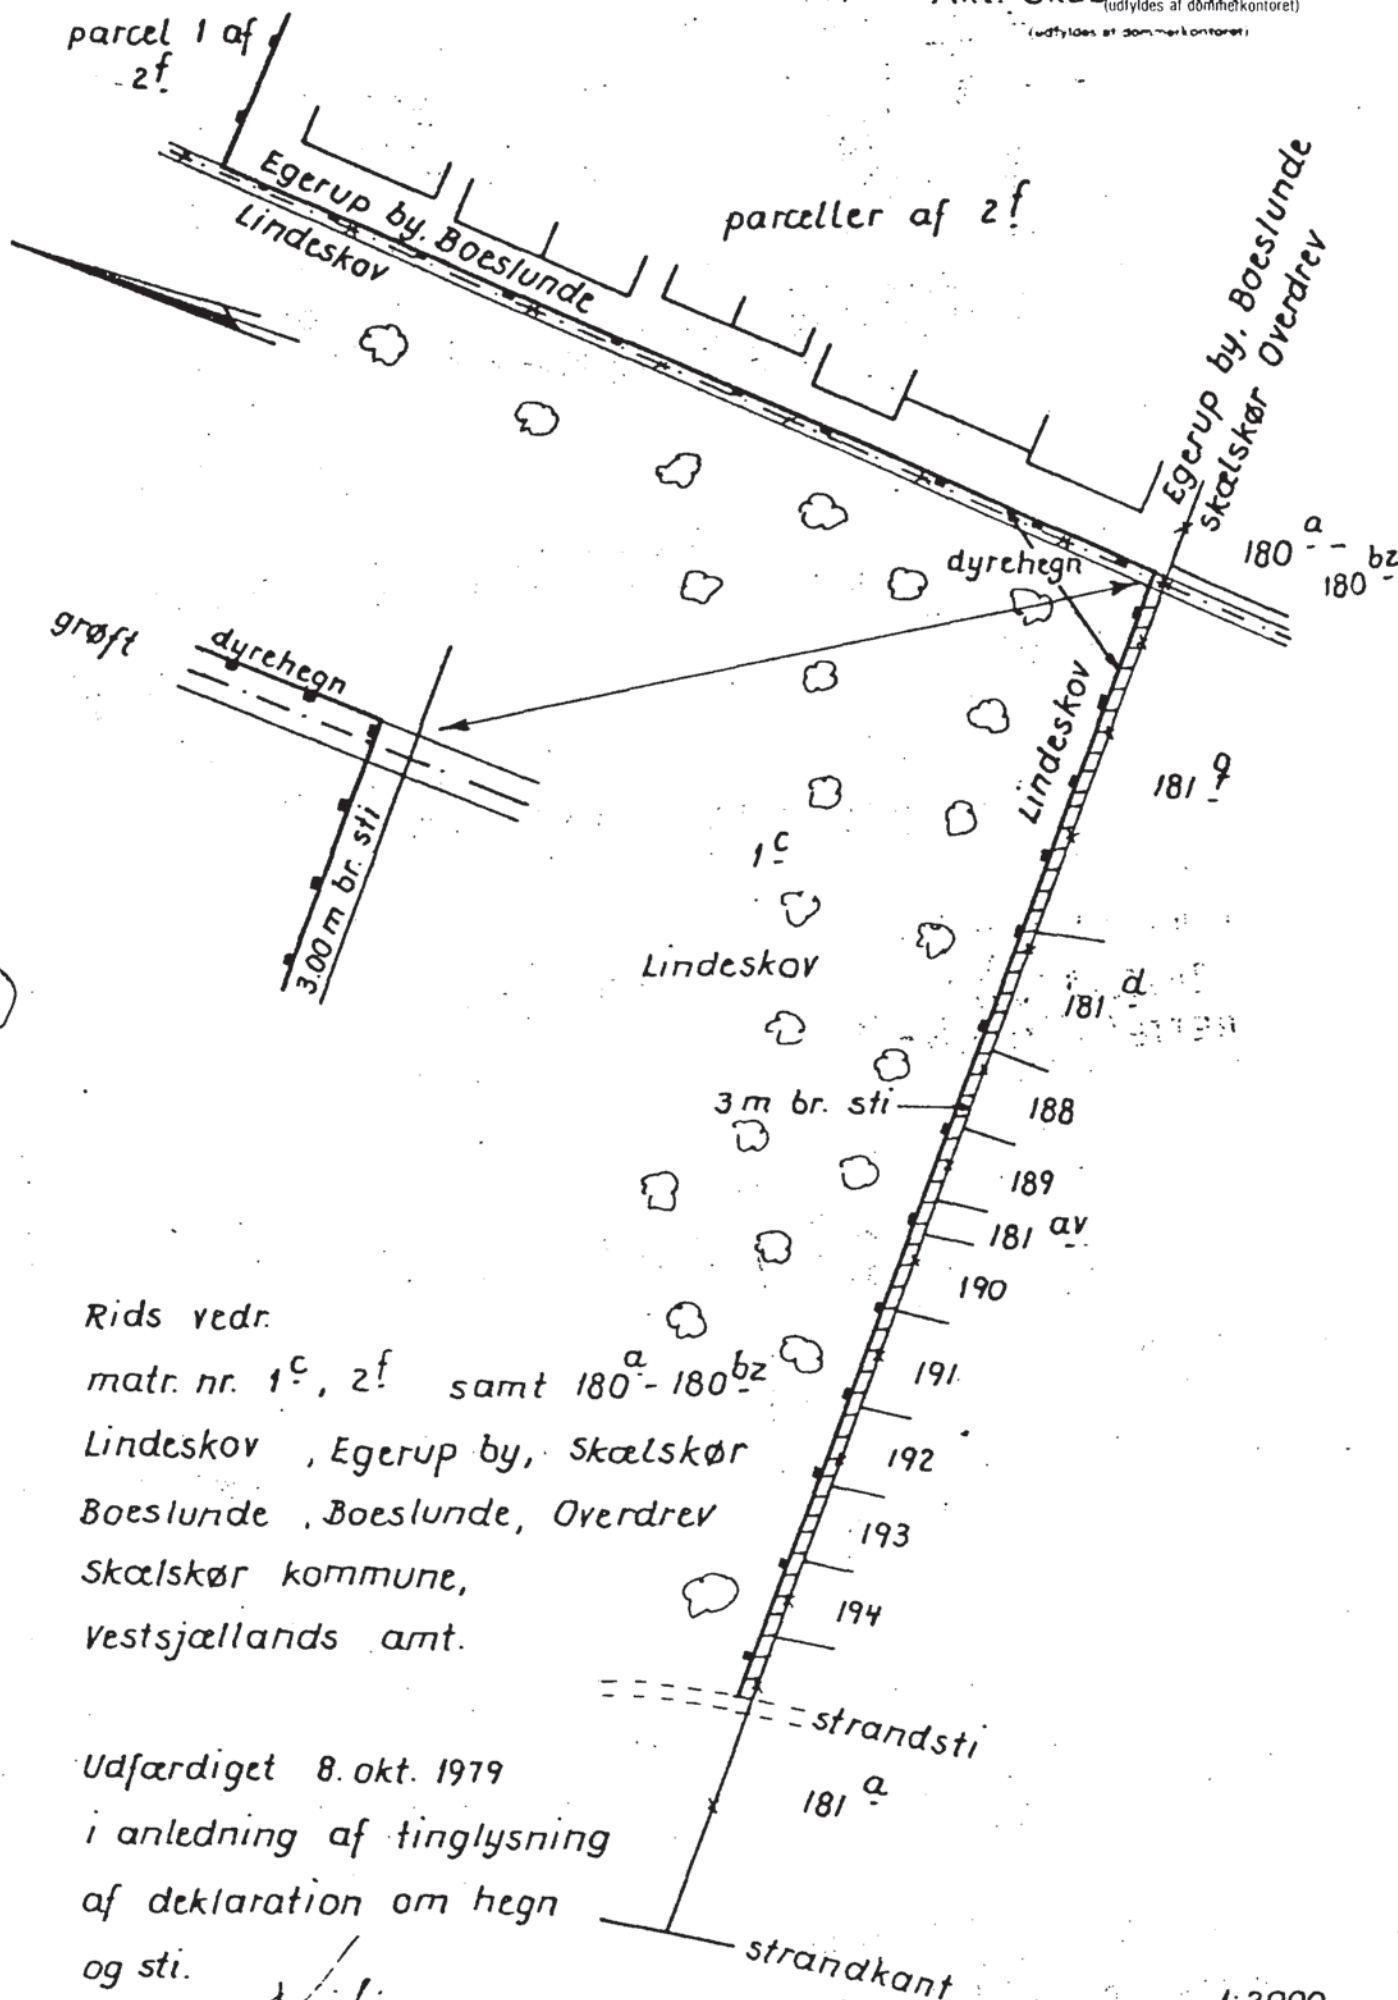 (udfyldes af dommerkontoret)
(udfyldes af dommerkontoret)
parcel 1 af
2f
Egerup by, Boeslunde
Lindeskov
parceller af 2f
Egerup by, Boeslunde
Skælskør Overdrev
180a - 180bz
dyrehegn
grøft
dyrehegn
3.00 m br. sti
Lindeskov
181
1c
Lindeskov
181d
3 m br. sti
188
189
181av
190
191
192
193
194
strandsti
181a
strandkant
Rids vedr.
matr. nr. 1c, 2f samt 180a - 180bz
Lindeskov , Egerup by, Skælskør
Boeslunde , Boeslunde, Overdrev
Skælskør kommune,
Vestsjællands amt.
Udfærdiget 8. okt. 1979
i anledning af tinglysning
af deklaration om hegn
og sti.